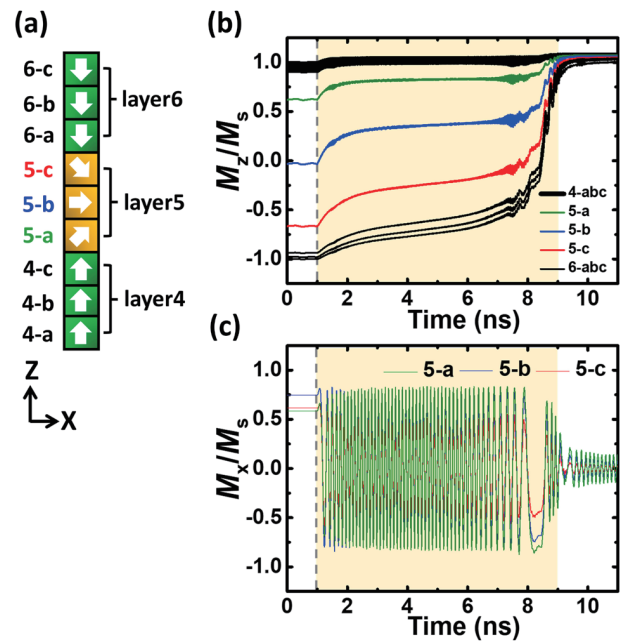 (a)
6-c
6-b
6-a
5-c
5-b
5-a
4-c
4-b
4-a
layer6
layer5
layer4
Z
X
(b)
Mz/Ms
1.0
0.5
0.0
-0.5
-1.0
4-abc
5-a
5-b
5-c
6-abc
0 2 4 6 8 10
Time (ns)
(c)
5-a 5-b 5-c
Mx/Ms
1.0
0.5
0.0
-0.5
-1.0
0 2 4 6 8 10
Time (ns)